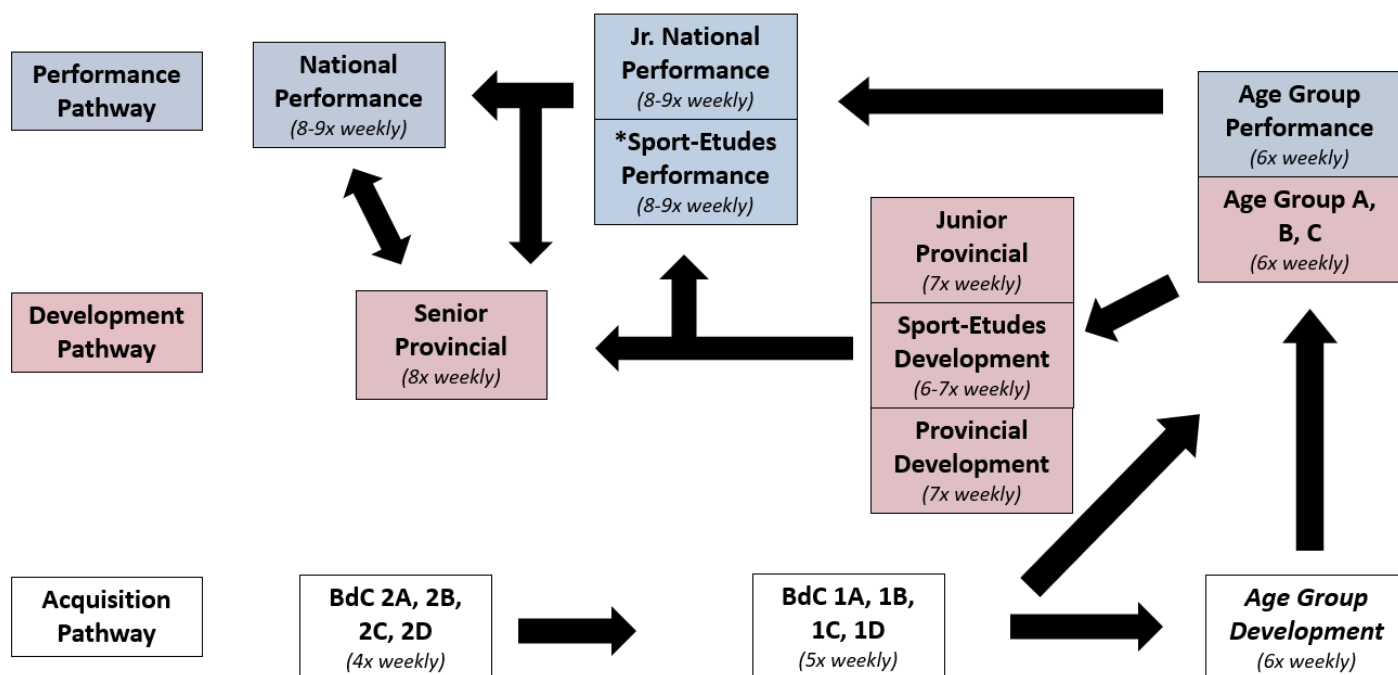 Performance
Pathway
National
Performance
(8-9x weekly)
Jr. National
Performance
(8-9x weekly)
*Sport-Etudes
Performance
(8-9x weekly)
Age Group
Performance
(6x weekly)
Age Group A,
B, C
(6x weekly)
Development
Pathway
Senior
Provincial
(8x weekly)
Junior
Provincial
(7x weekly)
Sport-Etudes
Development
(6-7x weekly)
Provincial
Development
(7x weekly)
Acquisition
Pathway
BdC 2A, 2B,
2C, 2D
(4x weekly)
BdC 1A, 1B,
1C, 1D
(5x weekly)
Age Group
Development
(6x weekly)